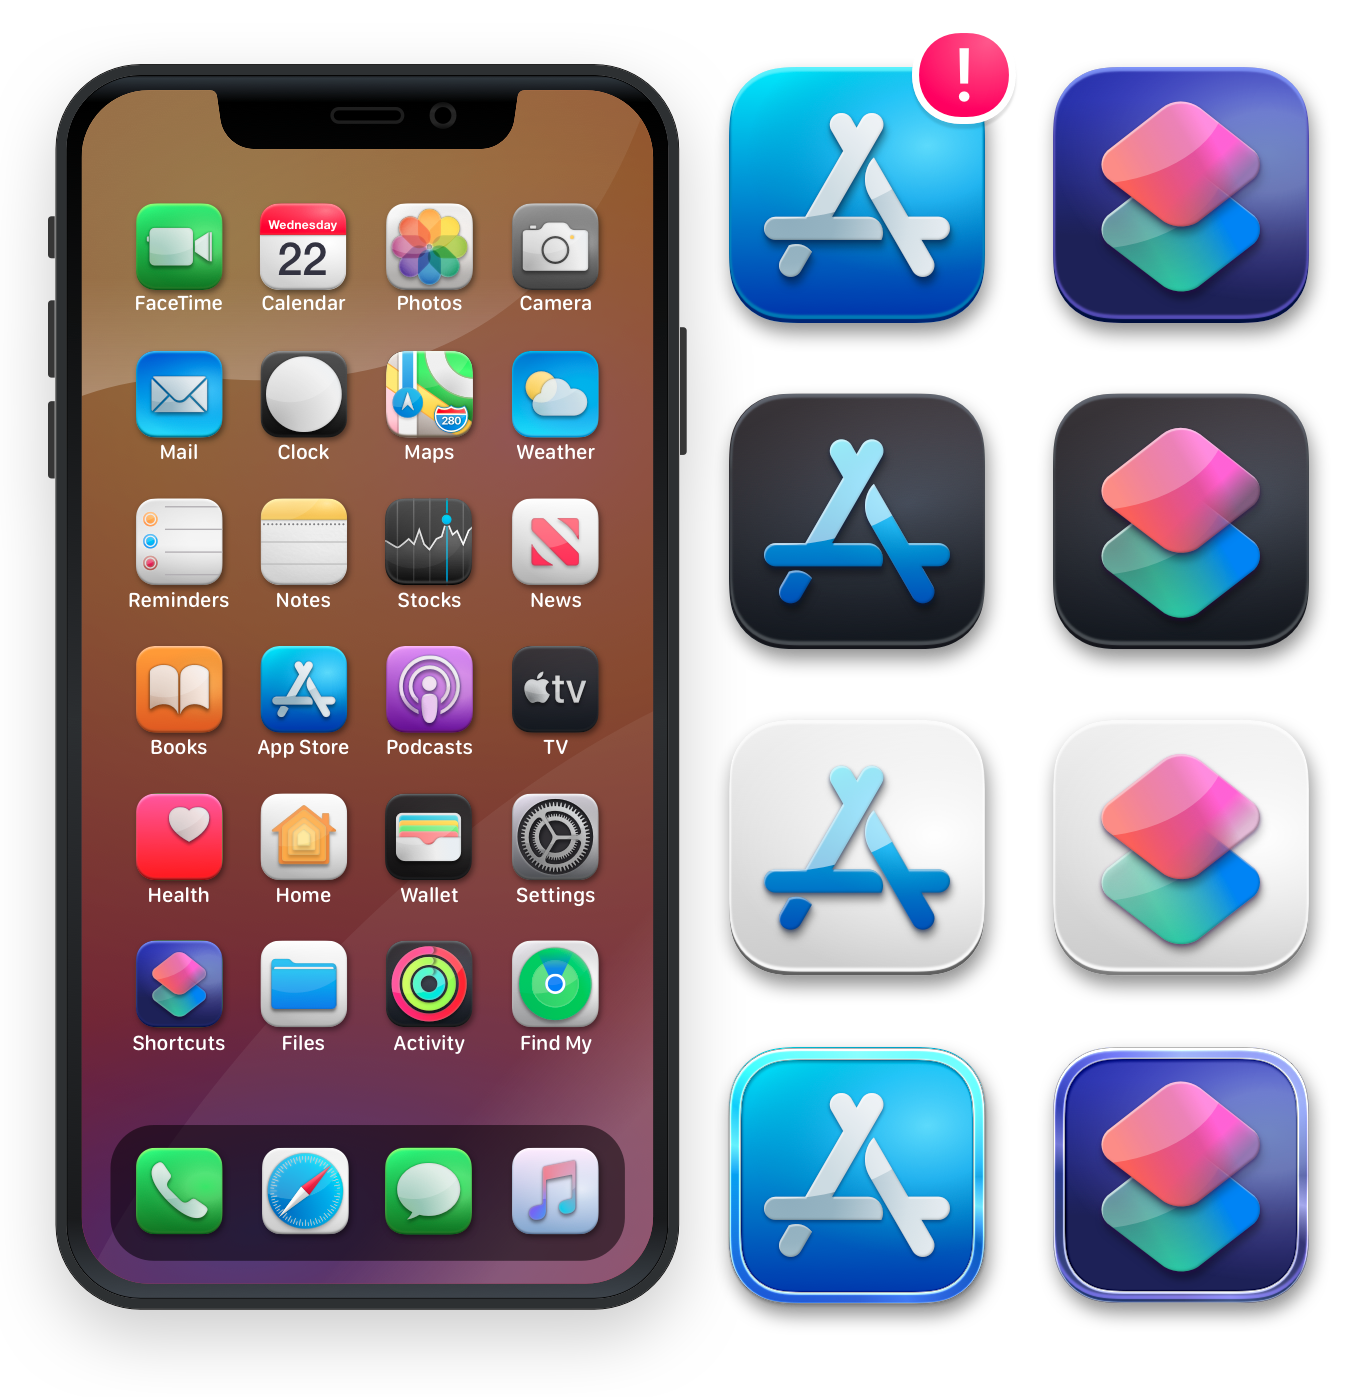 Wednesday
22
FaceTime
Calendar
Photos
Camera
280
Mail
Clock
Maps
Weather
Reminders
Notes
Stocks
News
tv
Books
App Store
Podcasts
TV
Health
Home
Wallet
Settings
Shortcuts
Files
Activity
Find My
!